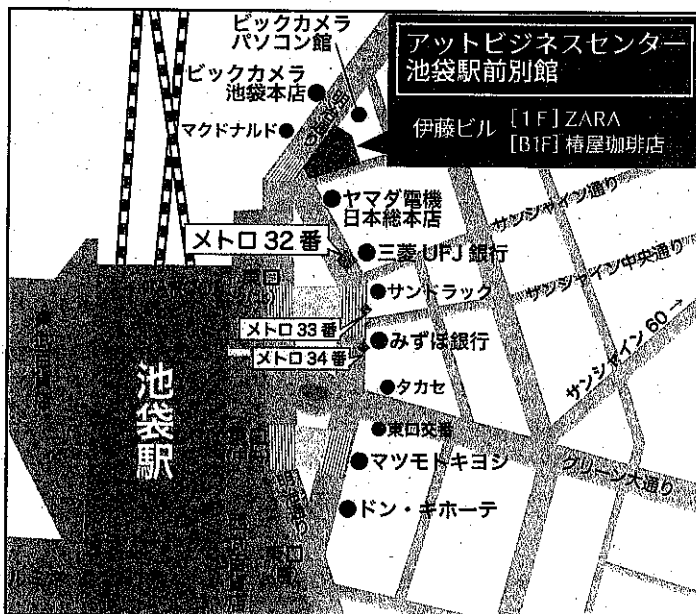 ビックカメラ
パソコン館
アットビジネスセンター
池袋駅前別館
ビックカメラ
池袋本店
伊藤ビル
[1F] ZARA
[B1F] 椿屋珈琲店
マクドナルド
ヤマダ電機
日本総本店
サンシャイン通り
メトロ 32 番
三菱 UFJ 銀行
サンドラック
サンシャイン中央通り
メトロ 33 番
みずほ銀行
メトロ 34 番
サンシャイン 60 →
池袋駅
タカセ
東口交番
マツモトキヨシ
グリーン大通り
明治通り
ドン・キホーテ